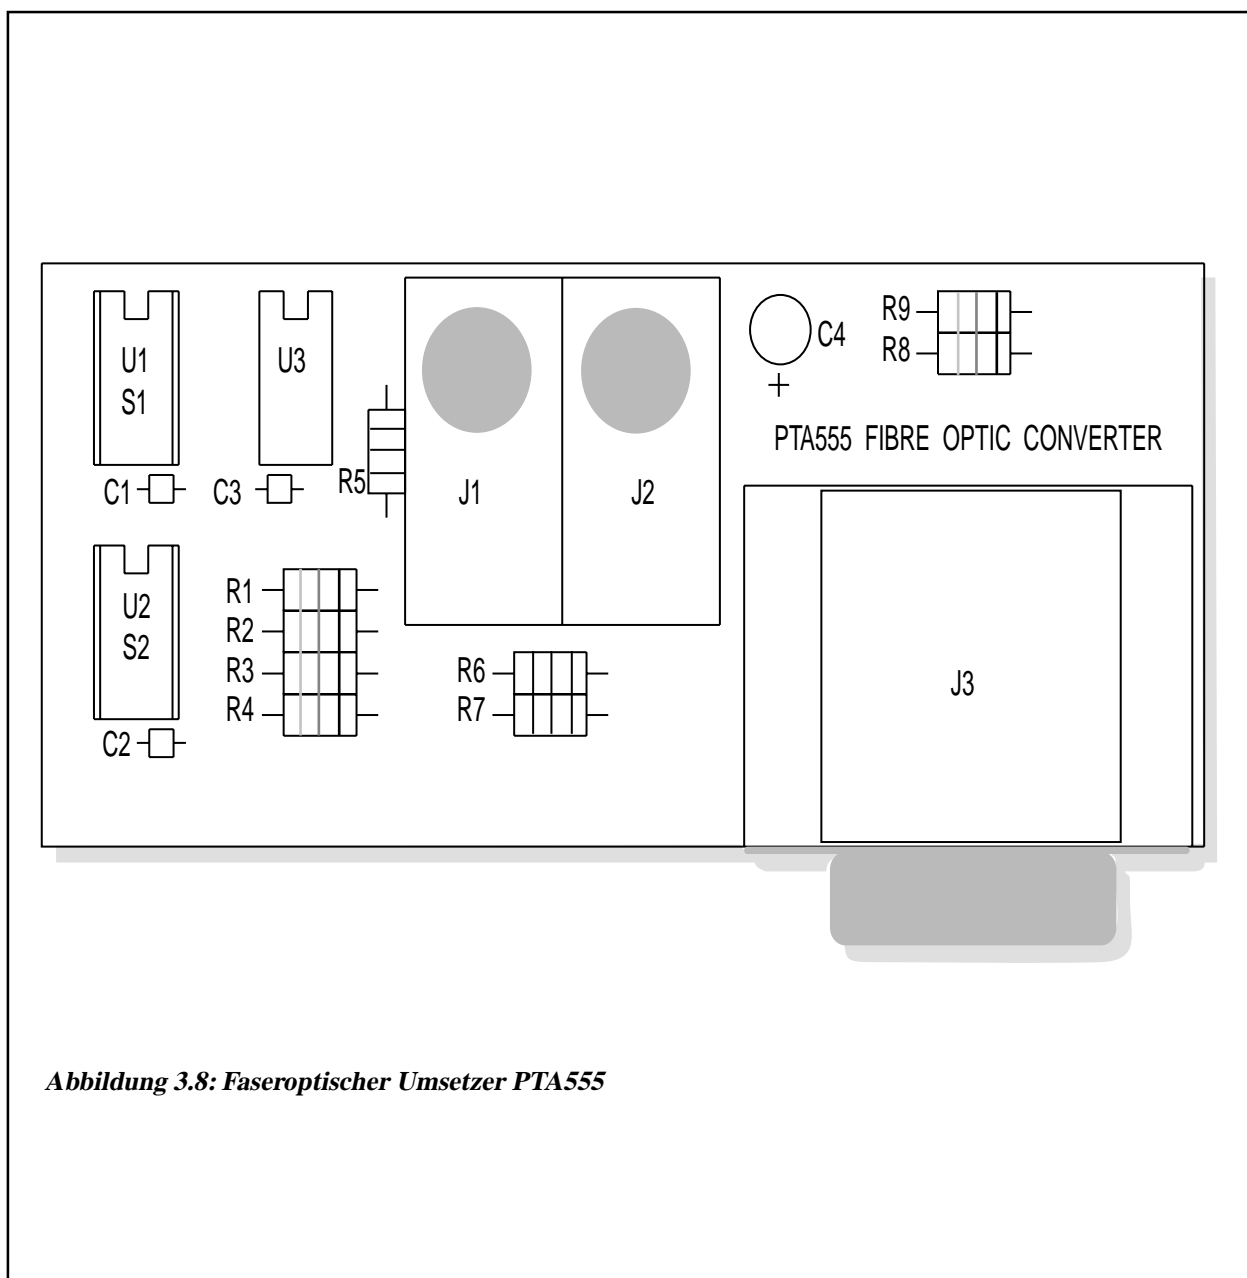 U1
S1
U3
C4
R9
R8
PTA555 FIBRE OPTIC CONVERTER
C1
C3
R5
J1
J2
U2
S2
R1
R2
R3
R4
R6
R7
J3
C2
Abbildung 3.8: Faseroptischer Umsetzer PTA555